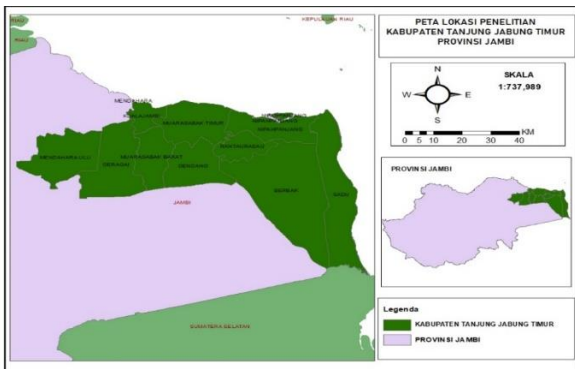 RIAU
RIAU
KEPULAUAN RIAU
MENDAHARA
MUARASABAK TIMUR
MENDAHARA ULU
GERAGAI
MUARASABAK BARAT
DENDANG
RANTAURASAU
BERBAK
SADU
JAMBI
SUMATERA SELATAN
PETA LOKASI PENELITIAN
KABUPATEN TANJUNG JABUNG TIMUR
PROVINSI JAMBI
N
W E
S
SKALA
1:737,989
KM
0 5 10 20 30 40
PROVINSI JAMBI
Legenda
KABUPATEN TANJUNG JABUNG TIMUR
PROVINSI JAMBI